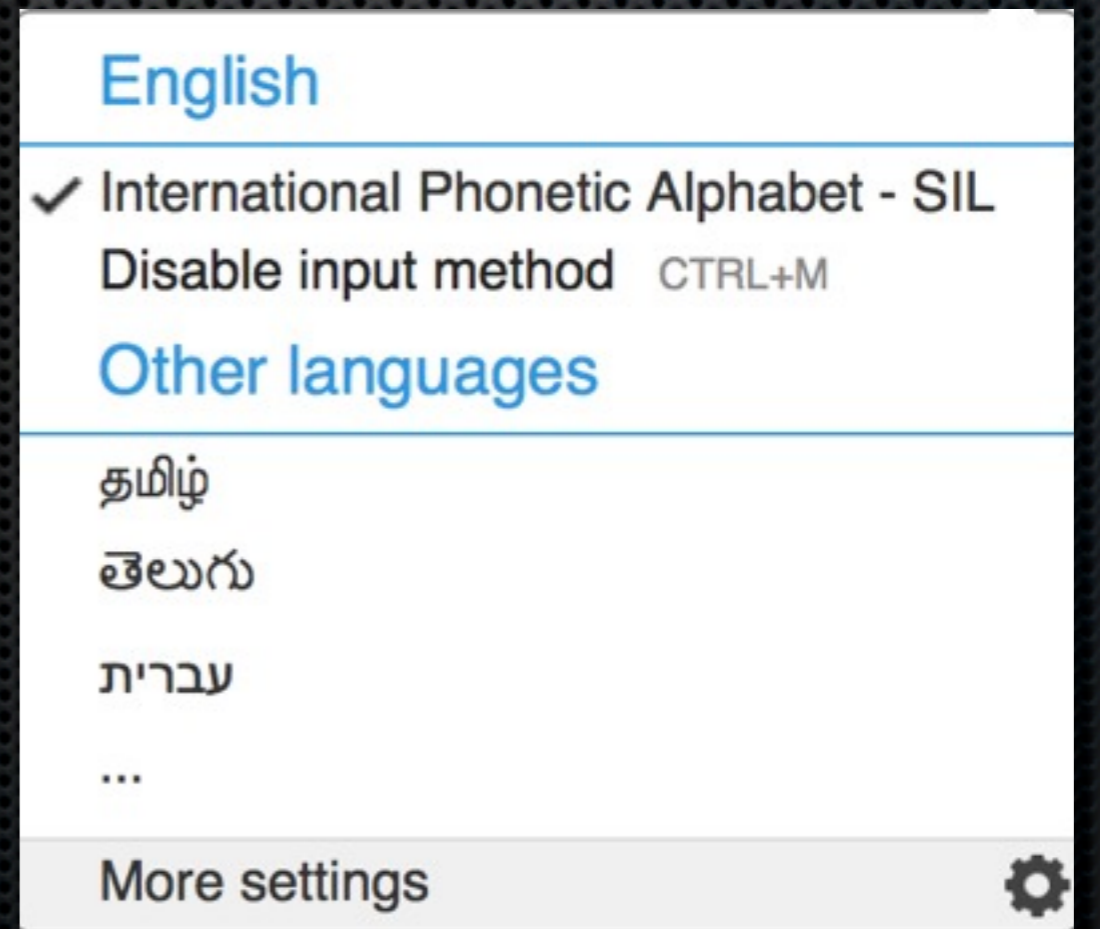 English
International Phonetic Alphabet - SIL
Disable input method CTRL+M
Other languages
தமிழ்
తెలుగు
עברית
...
More settings